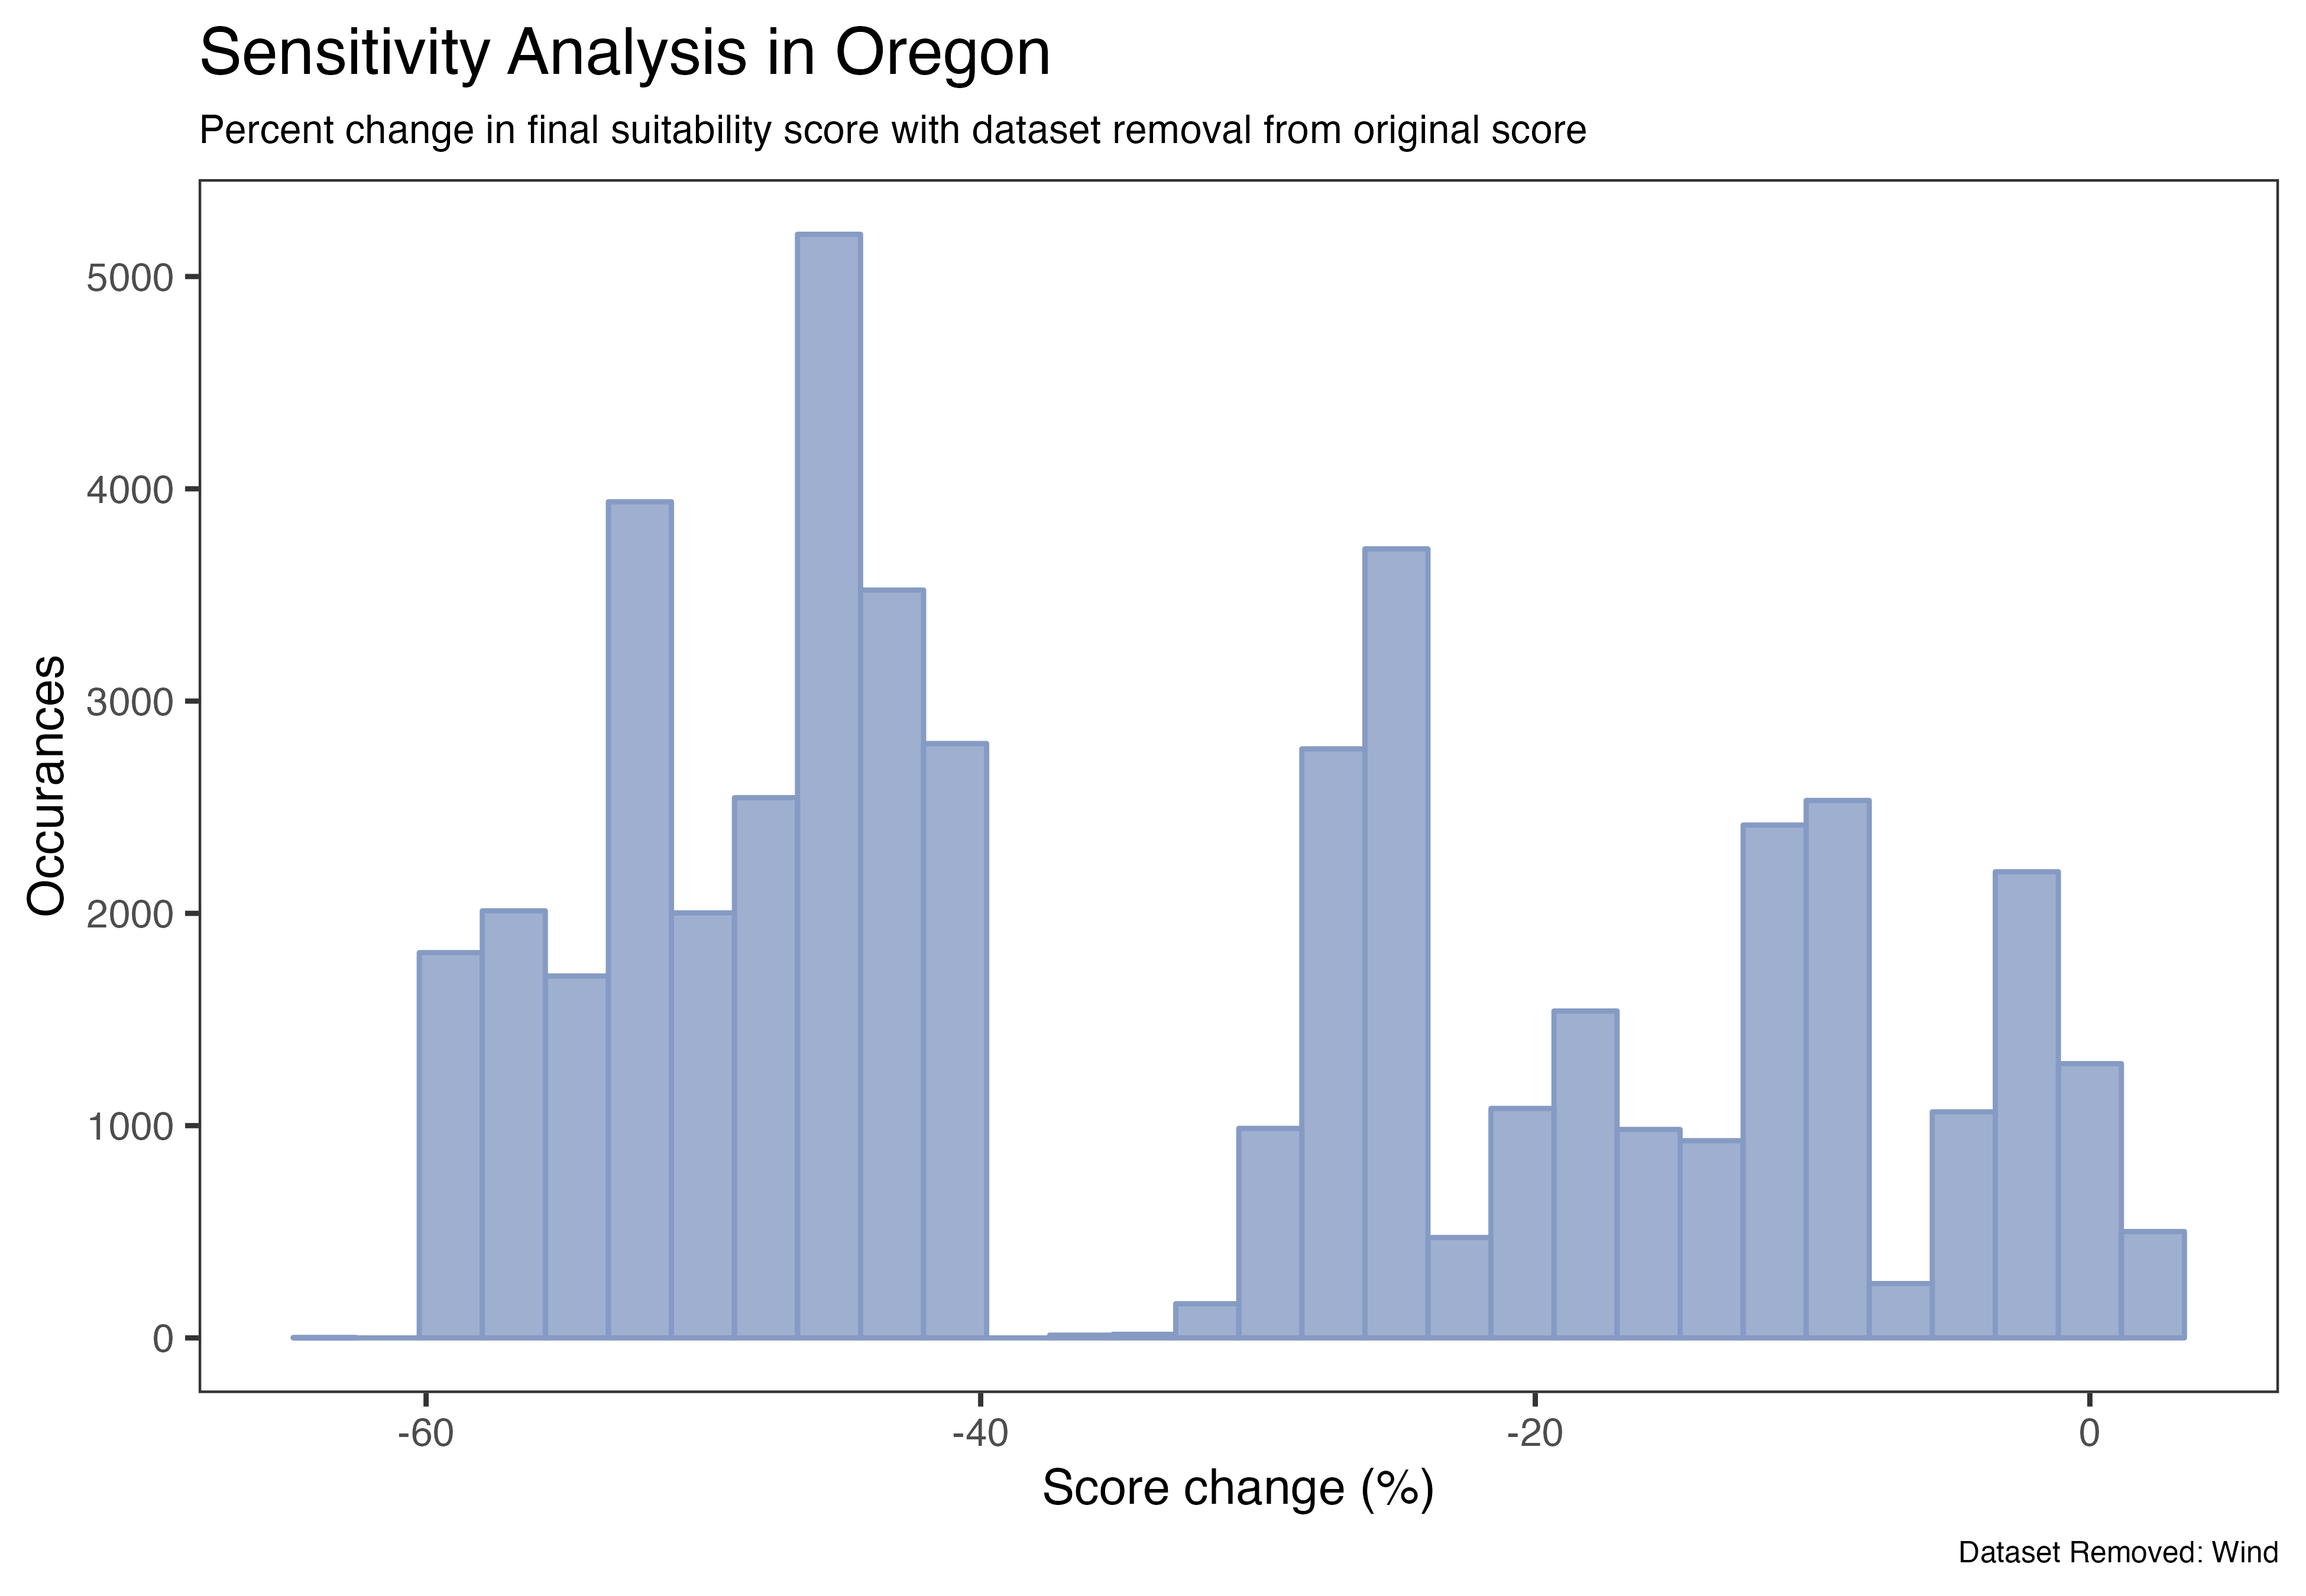 Sensitivity Analysis in Oregon
Percent change in final suitability score with dataset removal from original score
Occurances
5000
4000
3000
2000
1000
0
-60 -40 -20 0
Score change (%)
Dataset Removed: Wind